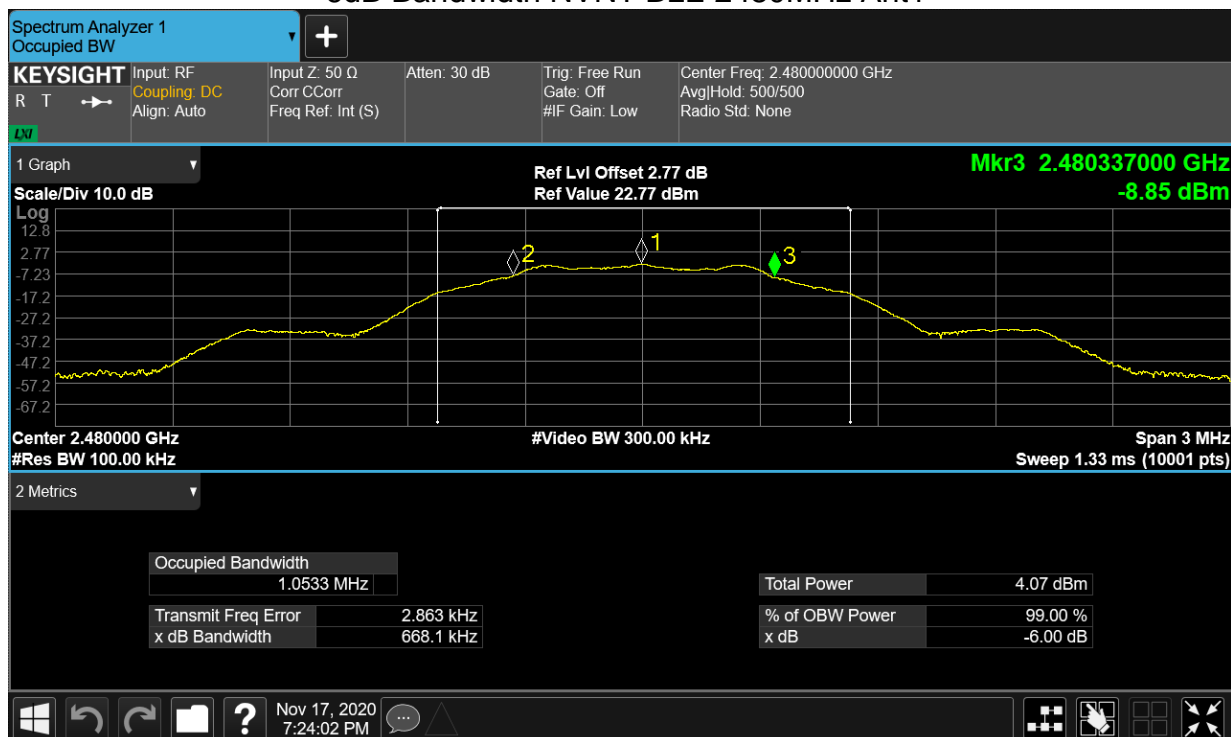 Spectrum Analyzer 1
Occupied BW
KEYSIGHT
R T
LXI
Input: RF
Coupling: DC
Align: Auto
Input Z: 50 Ω
Corr CCorr
Freq Ref: Int (S)
Atten: 30 dB
Trig: Free Run
Gate: Off
#IF Gain: Low
Center Freq: 2.480000000 GHz
Avg|Hold: 500/500
Radio Std: None
1 Graph
Scale/Div 10.0 dB
Ref Lvl Offset 2.77 dB
Ref Value 22.77 dBm
Mkr3 2.480337000 GHz
-8.85 dBm
Log
12.8
2.77
-7.23
-17.2
-27.2
-37.2
-47.2
-57.2
-67.2
2
1
3
Center 2.480000 GHz
#Res BW 100.00 kHz
#Video BW 300.00 kHz
Span 3 MHz
Sweep 1.33 ms (10001 pts)
2 Metrics
Occupied Bandwidth
1.0533 MHz
Transmit Freq Error 2.863 kHz
x dB Bandwidth 668.1 kHz
Total Power 4.07 dBm
% of OBW Power 99.00 %
x dB -6.00 dB
?
Nov 17, 2020
7:24:02 PM